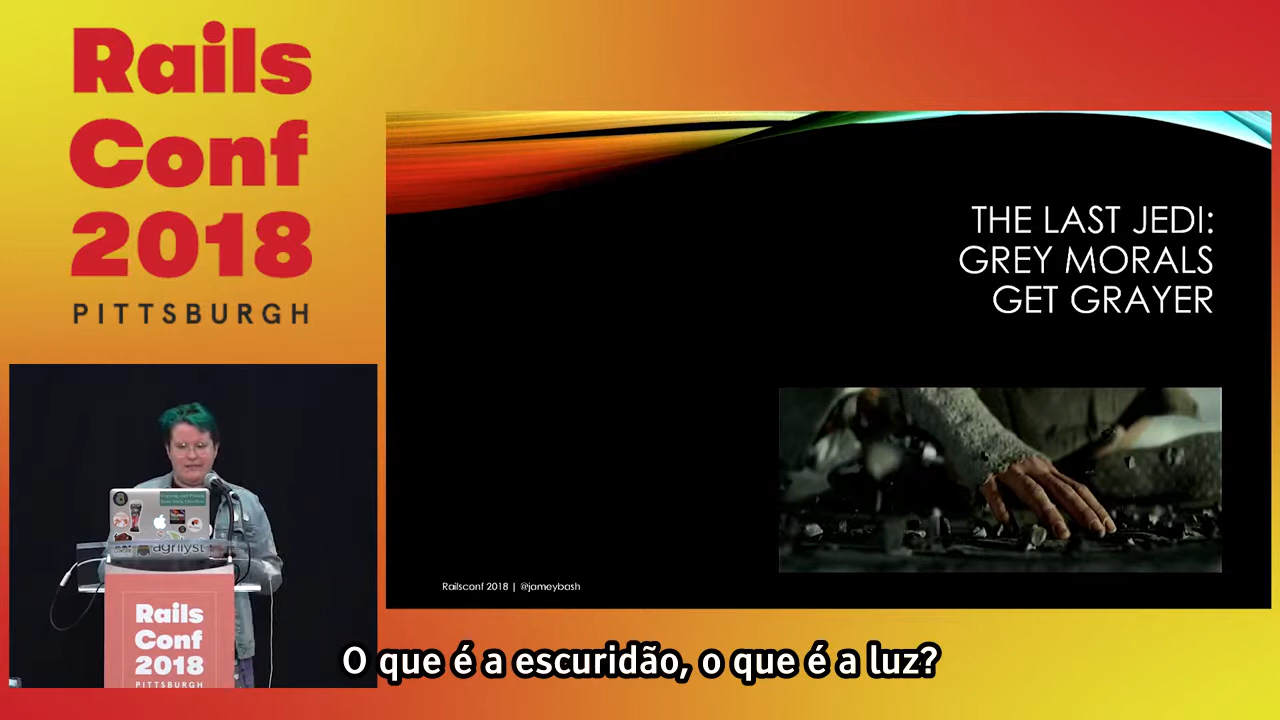 Rails
Conf
2018
PITTSBURGH
THE LAST JEDI:
GREY MORALS
GET GRAYER
Railsconf 2018 | @jameybash
agrilyst
Rails
Conf
2018
PITTSBURGH
O que é a escuridão, o que é a luz?